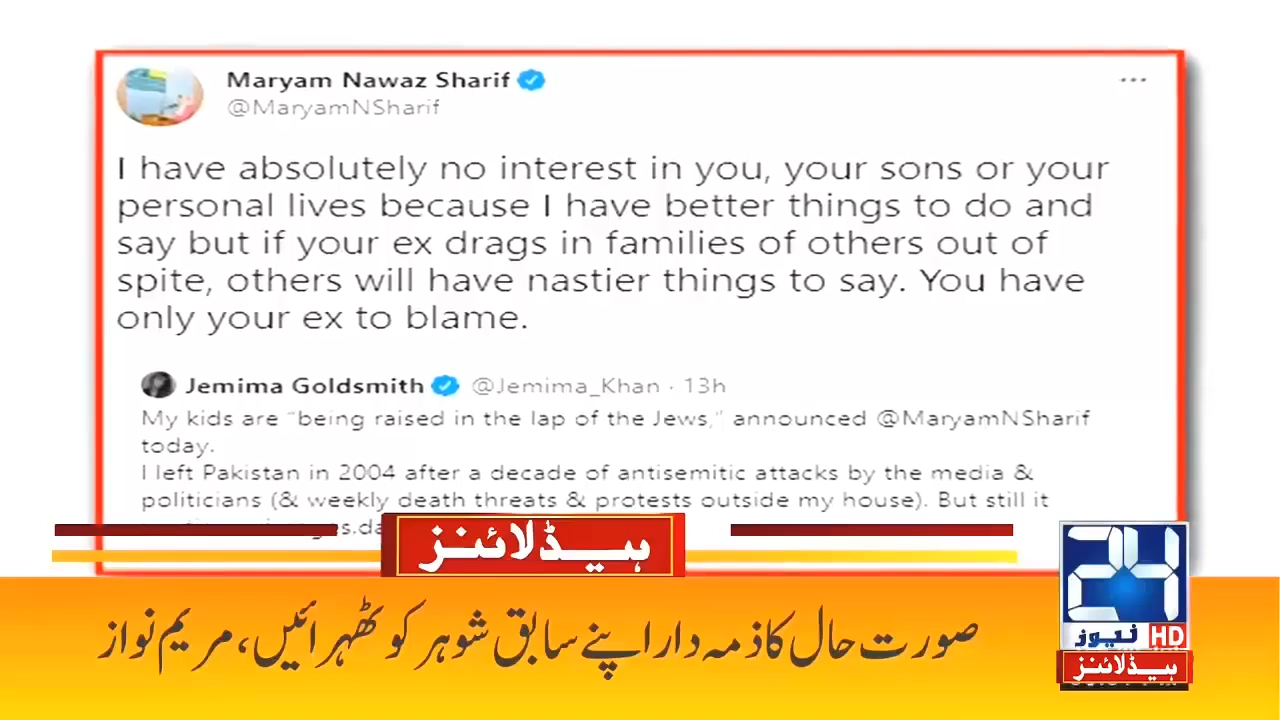 Maryam Nawaz Sharif
@MaryamNSharif
I have absolutely no interest in you, your sons or your
personal lives because I have better things to do and
say but if your ex drags in families of others out of
spite, others will have nastier things to say. You have
only your ex to blame.
Jemima Goldsmith @Jemima_Khan · 13h
My kids are "being raised in the lap of the Jews," announced @MaryamNSharif
today.
I left Pakistan in 2004 after a decade of antisemitic attacks by the media &
politicians (& weekly death threats & protests outside my house). But still it
ہیڈلائنز
صورت حال کا ذمہ دار اپنے سابق شوہر کو ٹھہرائیں، مریم نواز
24
نیوز HD
ہیڈلائنز